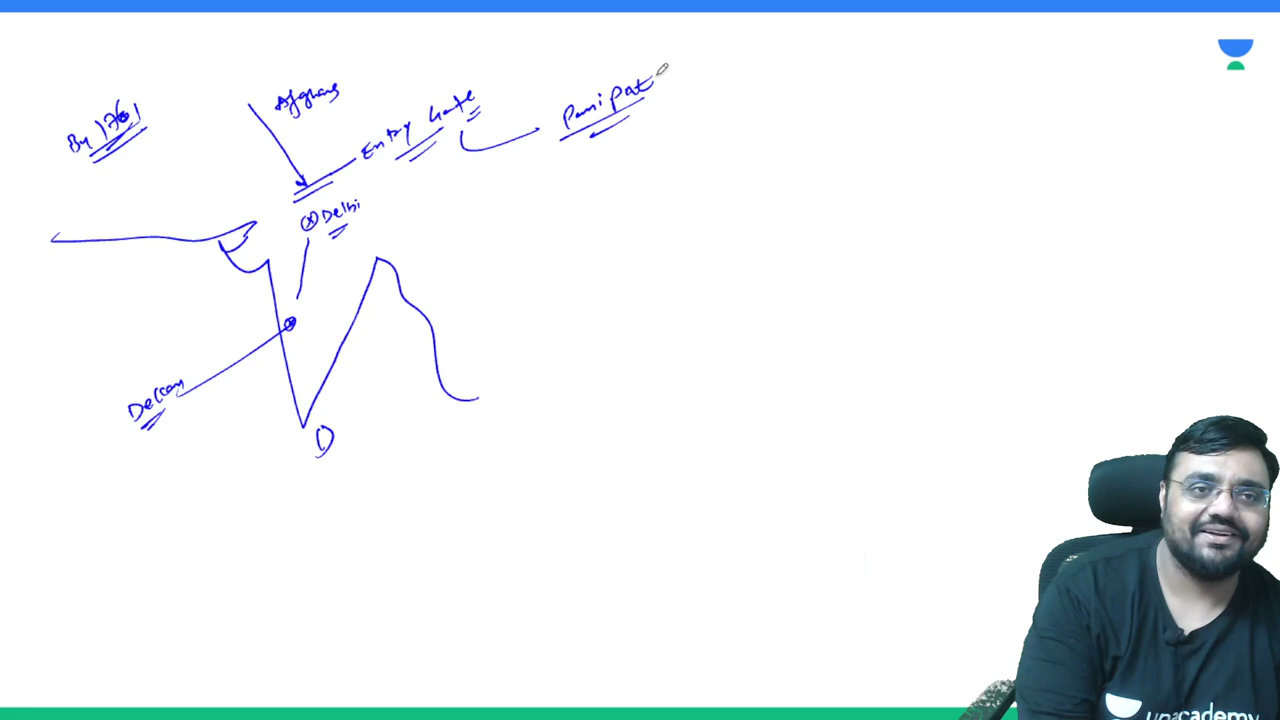 By 1761
Afghans
Entry Gate
Panipat
Delhi
Deccan
unacademy